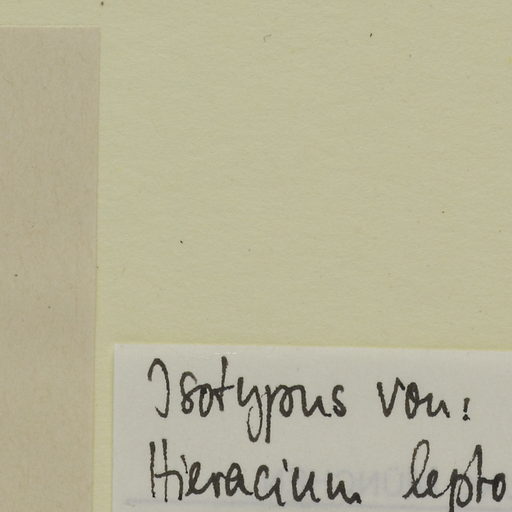 Isotypus von:
Hieracium lepto